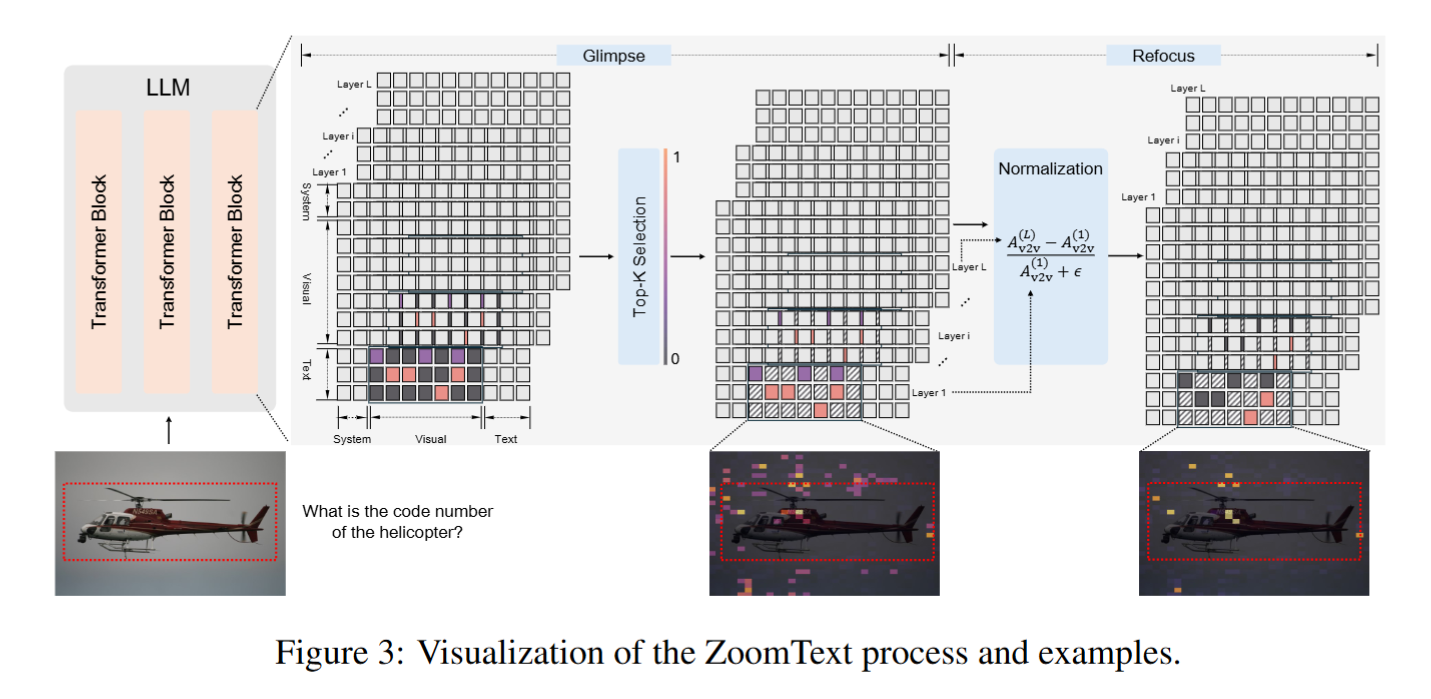 Glimpse
Refocus
LLM
Transformer Block
Transformer Block
Transformer Block
Layer L
Layer i
Layer 1
System
Visual
Text
System
Visual
Text
Top-K Selection
1
0
Layer L
Layer i
Layer 1
Normalization
A_{v2v}^{(L)} − A_{v2v}^{(1)}
A_{v2v}^{(1)} + ϵ
Layer L
Layer i
Layer 1
What is the code number
of the helicopter?
Figure 3: Visualization of the ZoomText process and examples.